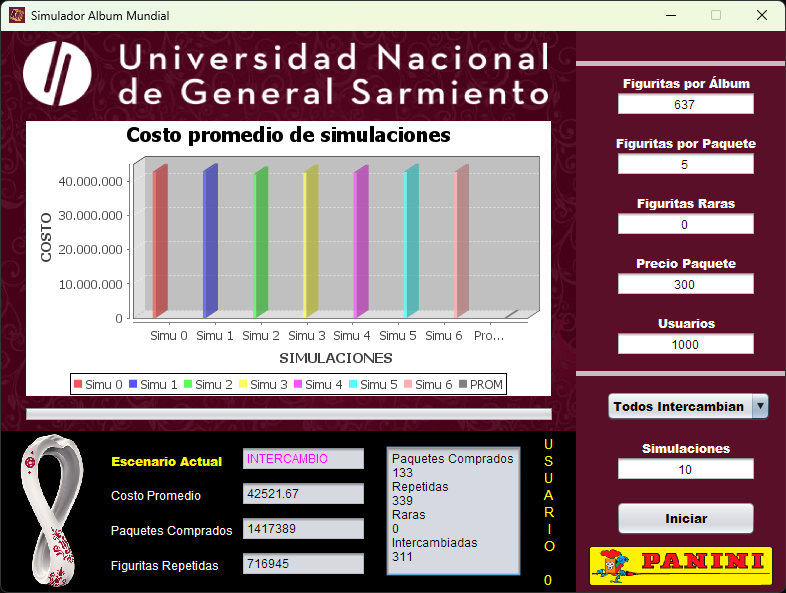 Simulador Album Mundial
Universidad Nacional
de General Sarmiento
Costo promedio de simulaciones
COSTO
40.000.000
30.000.000
20.000.000
10.000.000
0
Simu 0 Simu 1 Simu 2 Simu 3 Simu 4 Simu 5 Simu 6 Pro...
SIMULACIONES
Simu 0 Simu 1 Simu 2 Simu 3 Simu 4 Simu 5 Simu 6 PROM
Figuritas por Álbum
637
Figuritas por Paquete
5
Figuritas Raras
0
Precio Paquete
300
Usuarios
1000
Todos Intercambian
Simulaciones
10
Iniciar
PANINI
Escenario Actual INTERCAMBIO
Costo Promedio 42521.67
Paquetes Comprados 1417389
Figuritas Repetidas 716945
Paquetes Comprados
133
Repetidas
339
Raras
0
Intercambiadas
311
USUARIO 0